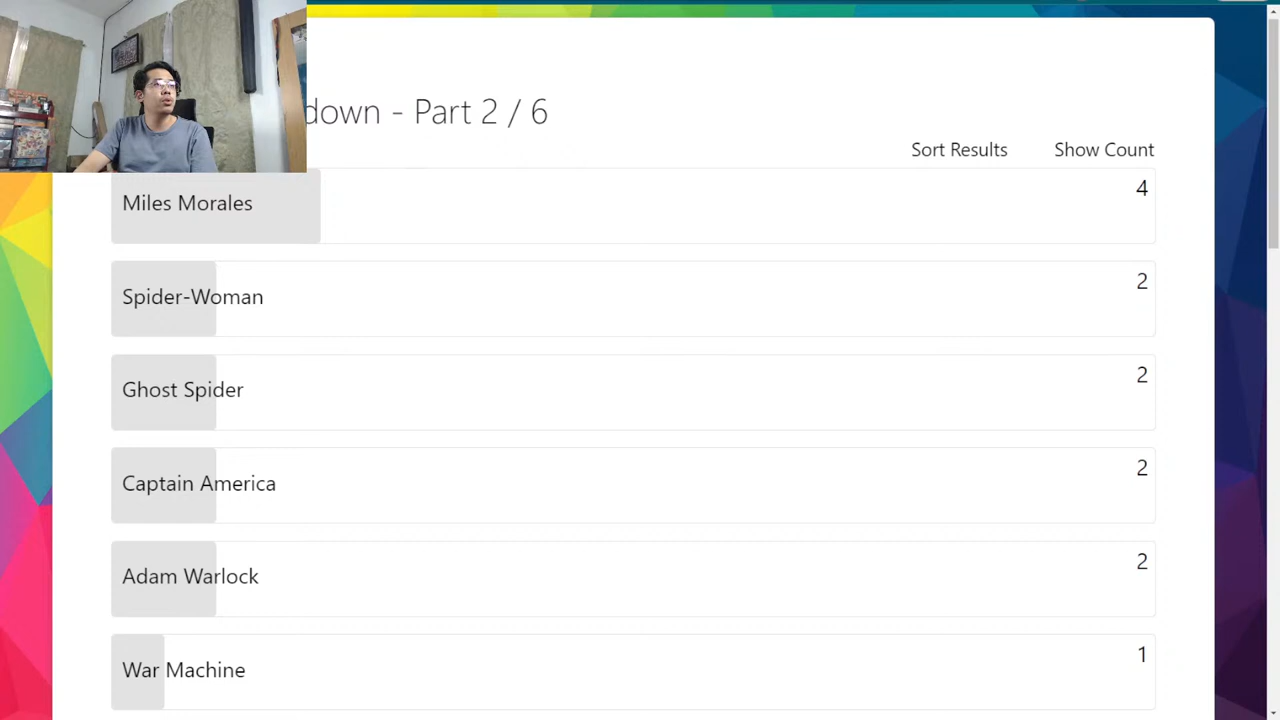 down - Part 2 / 6
Sort Results Show Count
Miles Morales 4
Spider-Woman 2
Ghost Spider 2
Captain America 2
Adam Warlock 2
War Machine 1